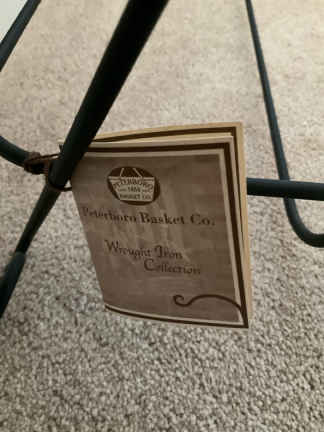 PETERBORO
1854
BASKET CO.
Peterboro Basket Co.
Wrought Iron
Collection